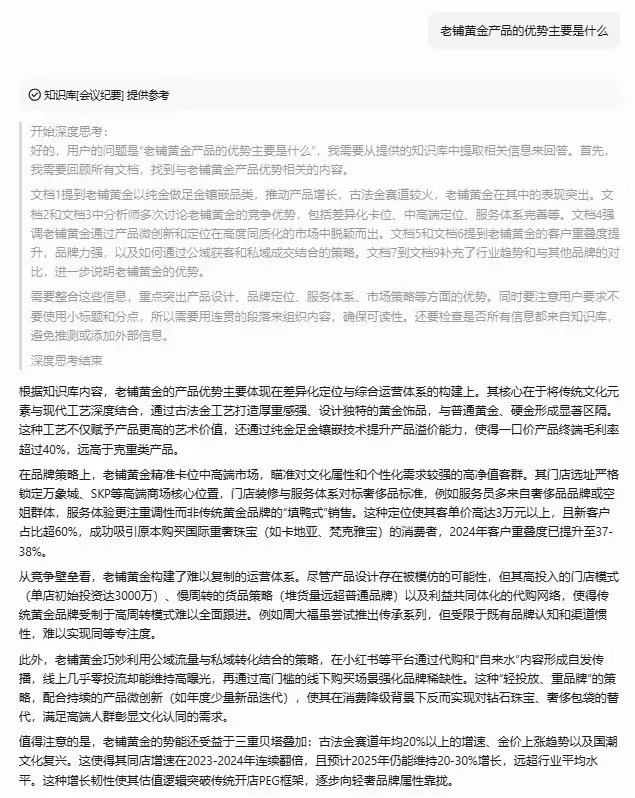 老铺黄金产品的优势主要是什么
知识库[会议纪要] 提供参考
开始深度思考：
好的，用户的问题是“老铺黄金产品的优势主要是什么”，我需要从提供的知识库中提取相关信息来回答。首先，
我需要回顾所有文档，找到与老铺黄金产品优势相关的内容。
文档1提到老铺黄金以纯金做足金镶嵌品类，推动产品增长，古法金赛道较火，老铺黄金在其中的表现突出。文
档2和文档3中分析师多次讨论老铺黄金的竞争优势，包括差异化卡位、中高端定位、服务体系完善等。文档4强
调老铺黄金通过产品微创新和定位在高度同质化的市场中脱颖而出。文档5和文档6提到老铺黄金的客户重叠度提
升，品牌力强，以及如何通过公域获客和私域成交结合的策略。文档7到文档9补充了行业趋势和与其他品牌的对
比，进一步说明老铺黄金的优势。
需要整合这些信息，重点突出产品设计、品牌定位、服务体系、市场策略等方面的优势。同时要注意用户要求不
要使用小标题和分点，所以需要用连贯的段落来组织内容，确保可读性。还要检查是否所有信息都来自知识库，
避免推测或添加外部信息。
深度思考结束
根据知识库内容，老铺黄金的产品优势主要体现在差异化定位与综合运营体系的构建上。其核心在于将传统文化元
素与现代工艺深度结合，通过古法金工艺打造厚重感强、设计独特的黄金饰品，与普通黄金、硬金形成显著区隔。
这种工艺不仅赋予产品更高的艺术价值，还通过纯金足金镶嵌技术提升产品溢价能力，使得一口价产品终端毛利率
超过40%，远高于克重类产品。
在品牌策略上，老铺黄金精准卡位中高端市场，瞄准对文化属性和个性化需求较强的高净值客群。其门店选址严格
锁定万象城、SKP等高端商场核心位置，门店装修与服务体系对标奢侈品标准，例如服务员多来自奢侈品品牌或空
姐群体，服务体验更注重调性而非传统黄金品牌的“填鸭式”销售。这种定位使其客单价高达3万元以上，且新客户
占比超60%，成功吸引原本购买国际重奢珠宝（如卡地亚、梵克雅宝）的消费者，2024年客户重叠度已提升至37-
38%。
从竞争壁垒看，老铺黄金构建了难以复制的运营体系。尽管产品设计存在被模仿的可能性，但其高投入的门店模式
（单店初始投资达3000万）、慢周转的货品策略（堆货量远超普通品牌）以及利益共同体化的代购网络，使得传
统黄金品牌受制于高周转模式难以全面跟进。例如周大福虽尝试推出传承系列，但受限于既有品牌认知和渠道惯
性，难以实现同等专注度。
此外，老铺黄金巧妙利用公域流量与私域转化结合的策略，在小红书等平台通过代购和“自来水”内容形成自发传
播，线上几乎零投流却能维持高曝光，再通过高门槛的线下购买场景强化品牌稀缺性。这种“轻投放、重品牌”的策
略，配合持续的产品微创新（如年度少量新品迭代），使其在消费降级背景下反而实现对钻石珠宝、奢侈包袋的替
代，满足高端人群彰显文化认同的需求。
值得注意的是，老铺黄金的势能还受益于三重贝塔叠加：古法金赛道年均20%以上的增速、金价上涨趋势以及国潮
文化复兴。这使得其同店增速在2023-2024年连续翻倍，且预计2025年仍能维持20-30%增长，远超行业平均水
平。这种增长韧性使其估值逻辑突破传统开店PEG框架，逐步向轻奢品牌属性靠拢。